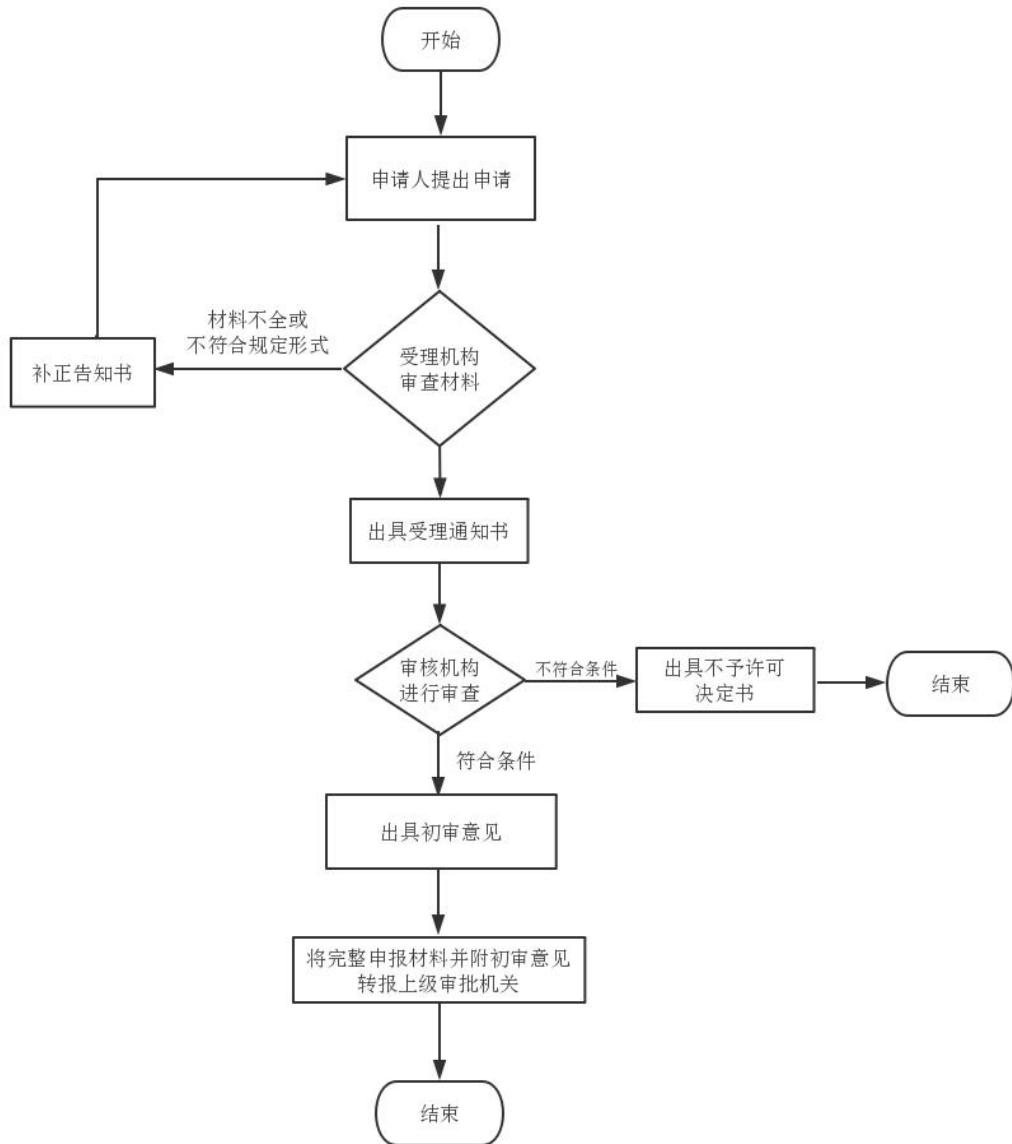 开始
申请人提出申请
材料不全或
不符合规定形式
补正告知书
受理机构
审查材料
出具受理通知书
审核机构
进行审查
不符合条件
出具不予许可
决定书
结束
符合条件
出具初审意见
将完整申报材料并附初审意见
转报上级审批机关
结束